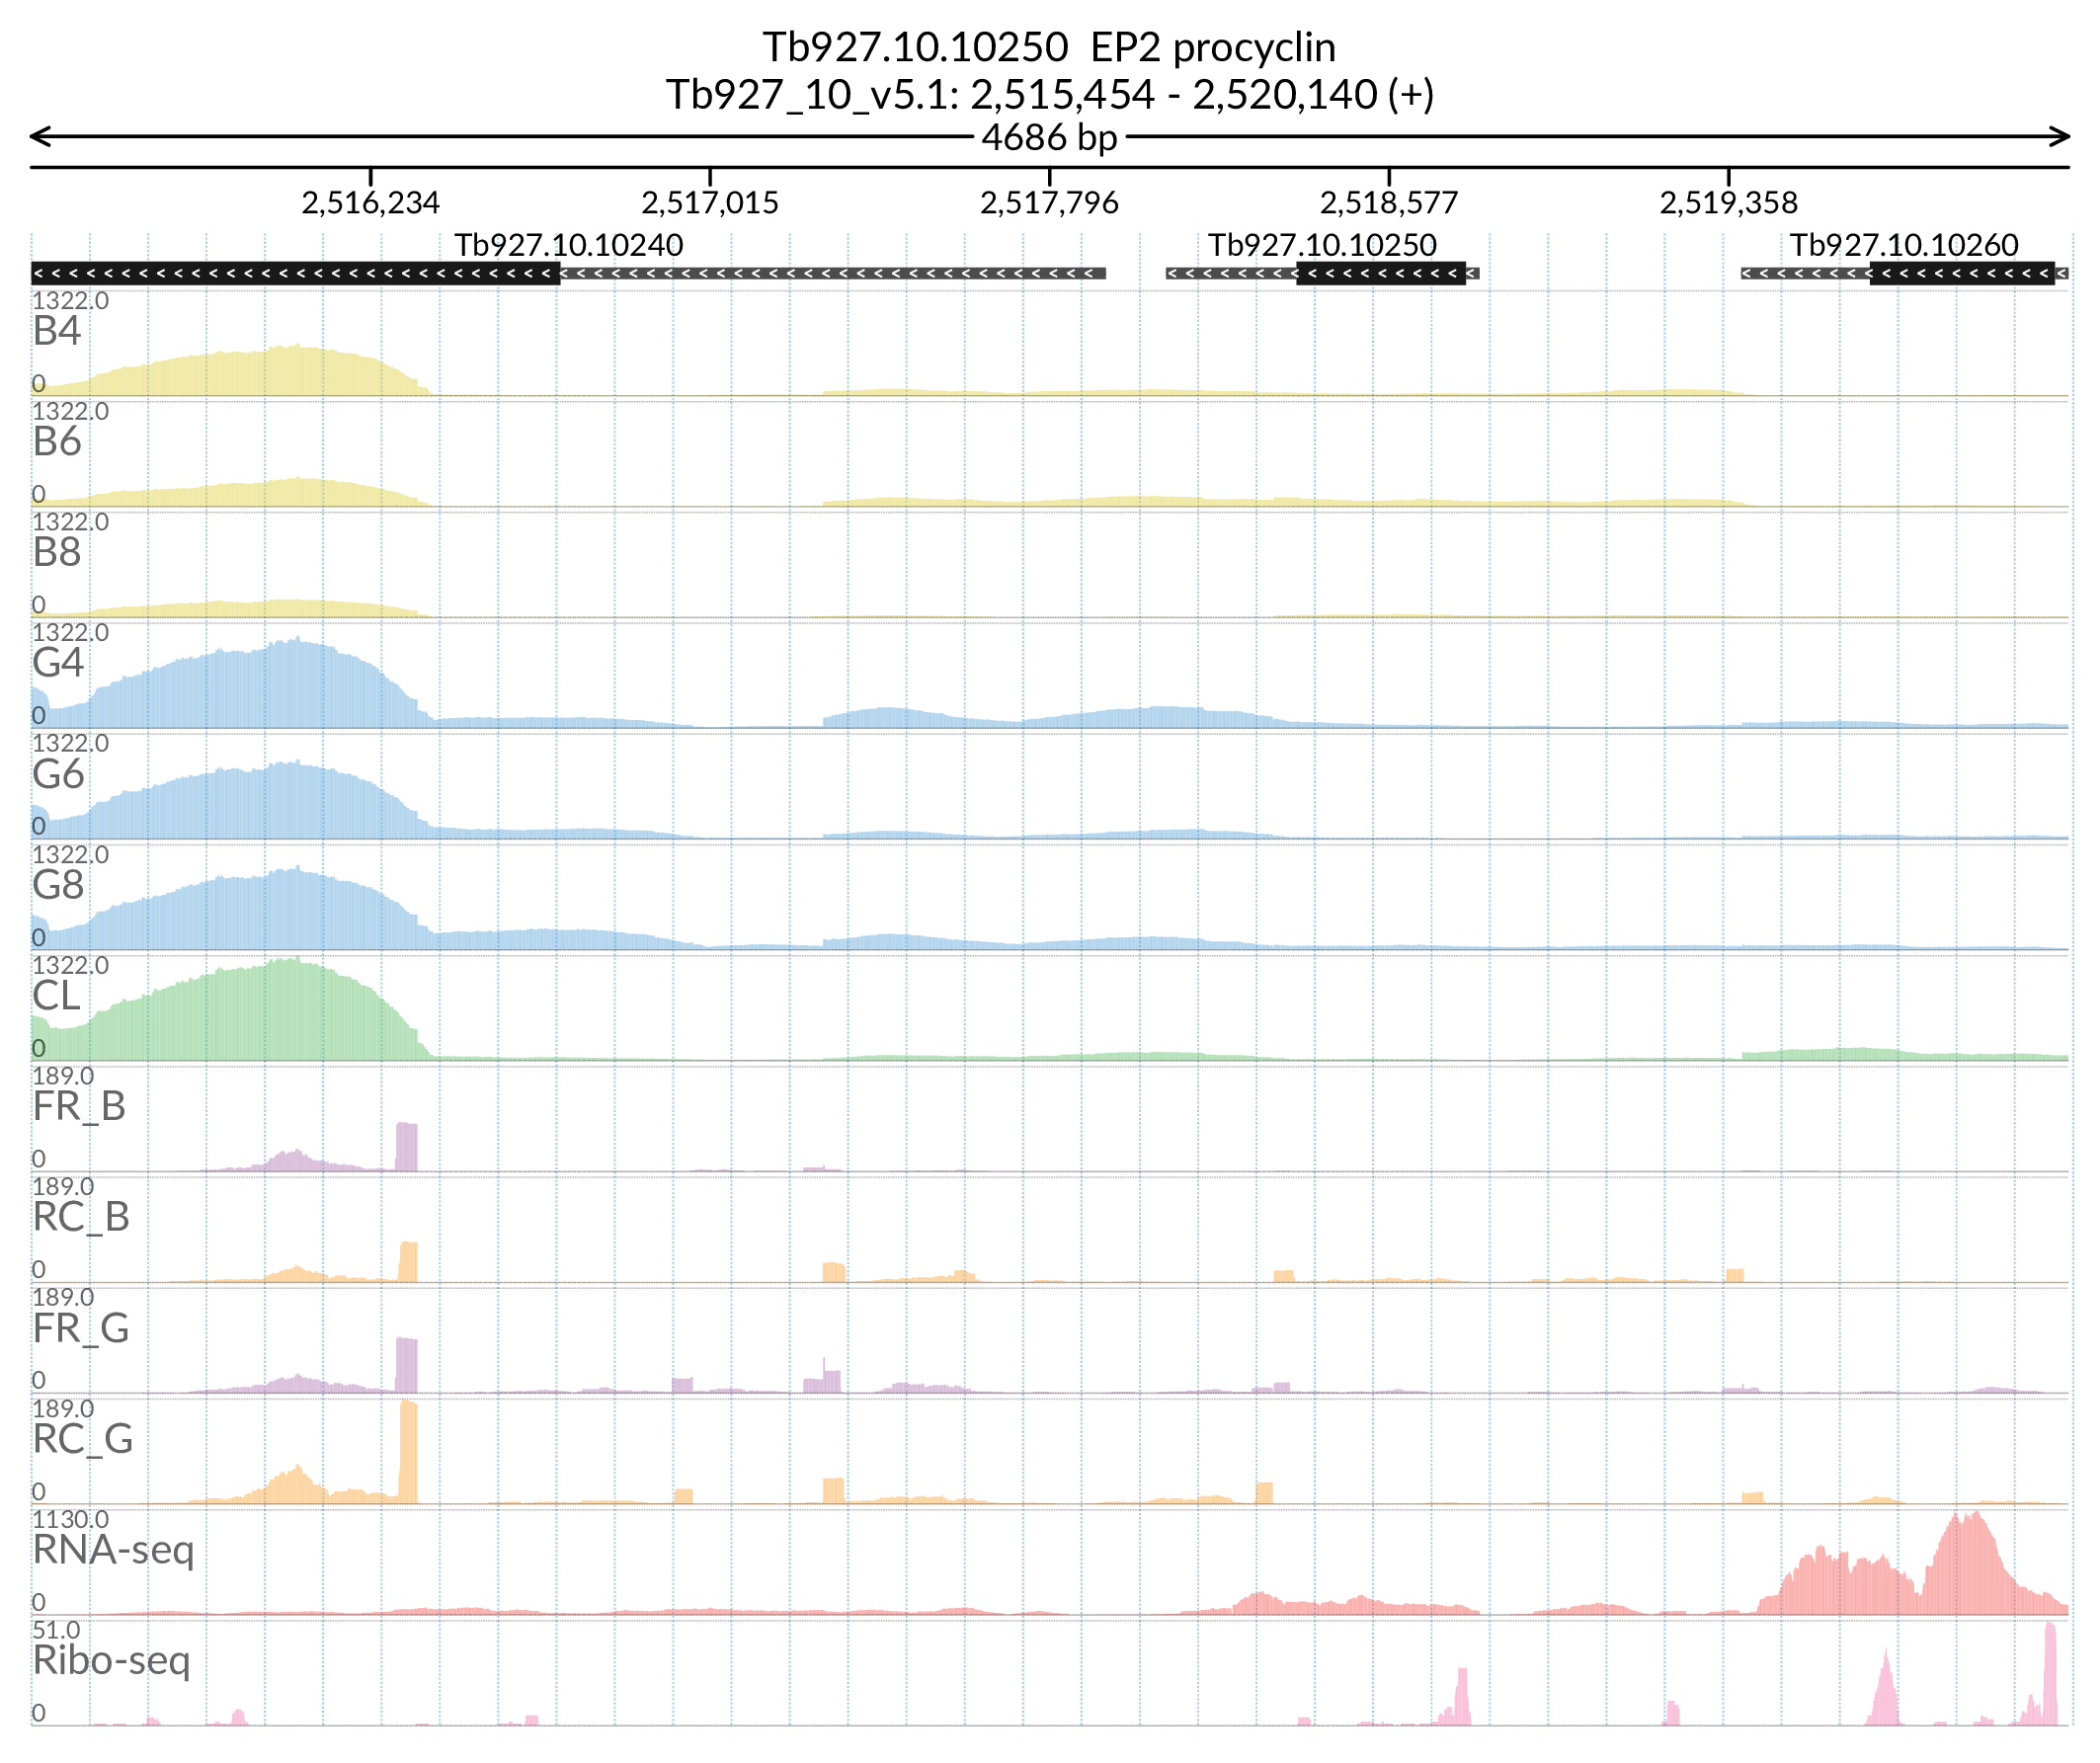 Tb927.10.10250 EP2 procyclin
Tb927_10_v5.1: 2,515,454 - 2,520,140 (+)
4686 bp
2,516,234 2,517,015 2,517,796 2,518,577 2,519,358
Tb927.10.10240 Tb927.10.10250 Tb927.10.10260
1322.0
B4
0
1322.0
B6
0
1322.0
B8
0
1322.0
G4
0
1322.0
G6
0
1322.0
G8
0
1322.0
CL
0
189.0
FR_B
0
189.0
RC_B
0
189.0
FR_G
0
189.0
RC_G
0
1130.0
RNA-seq
0
51.0
Ribo-seq
0